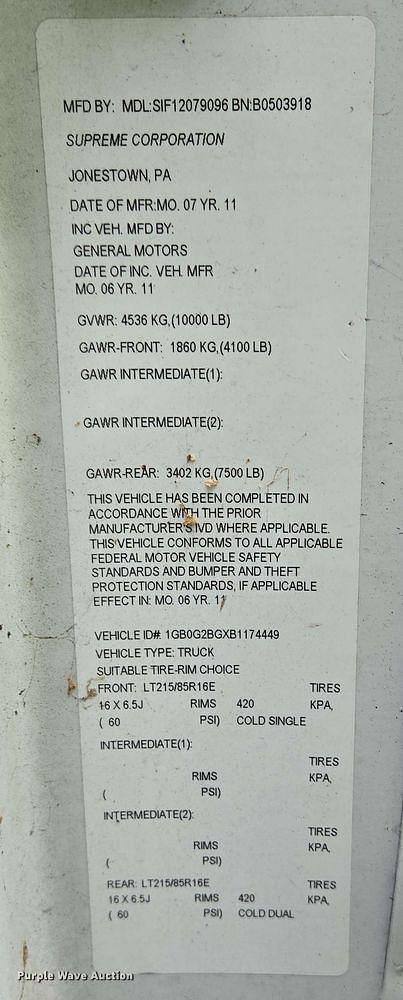 MFD BY: MDL:SIF12079096 BN:B0503918
SUPREME CORPORATION
JONESTOWN, PA
DATE OF MFR:MO. 07 YR. 11
INC VEH. MFD BY:
GENERAL MOTORS
DATE OF INC. VEH. MFR
MO. 06 YR. 11
GVWR: 4536 KG,(10000 LB)
GAWR-FRONT: 1860 KG,(4100 LB)
GAWR INTERMEDIATE(1):
GAWR INTERMEDIATE(2):
GAWR-REAR: 3402 KG,(7500 LB)
THIS VEHICLE HAS BEEN COMPLETED IN
ACCORDANCE WITH THE PRIOR
MANUFACTURER'S IVD WHERE APPLICABLE.
THIS VEHICLE CONFORMS TO ALL APPLICABLE
FEDERAL MOTOR VEHICLE SAFETY
STANDARDS AND BUMPER AND THEFT
PROTECTION STANDARDS, IF APPLICABLE
EFFECT IN: MO. 06 YR. 11
VEHICLE ID#: 1GB0G2BGXB1174449
VEHICLE TYPE: TRUCK
SUITABLE TIRE-RIM CHOICE
FRONT: LT215/85R16E TIRES
16 X 6.5J RIMS 420 KPA,
( 60 PSI) COLD SINGLE
INTERMEDIATE(1):
TIRES
RIMS KPA,
( PSI)
INTERMEDIATE(2):
TIRES
RIMS KPA,
( PSI)
REAR: LT215/85R16E TIRES
16 X 6.5J RIMS 420 KPA,
( 60 PSI) COLD DUAL
Purple Wave Auction